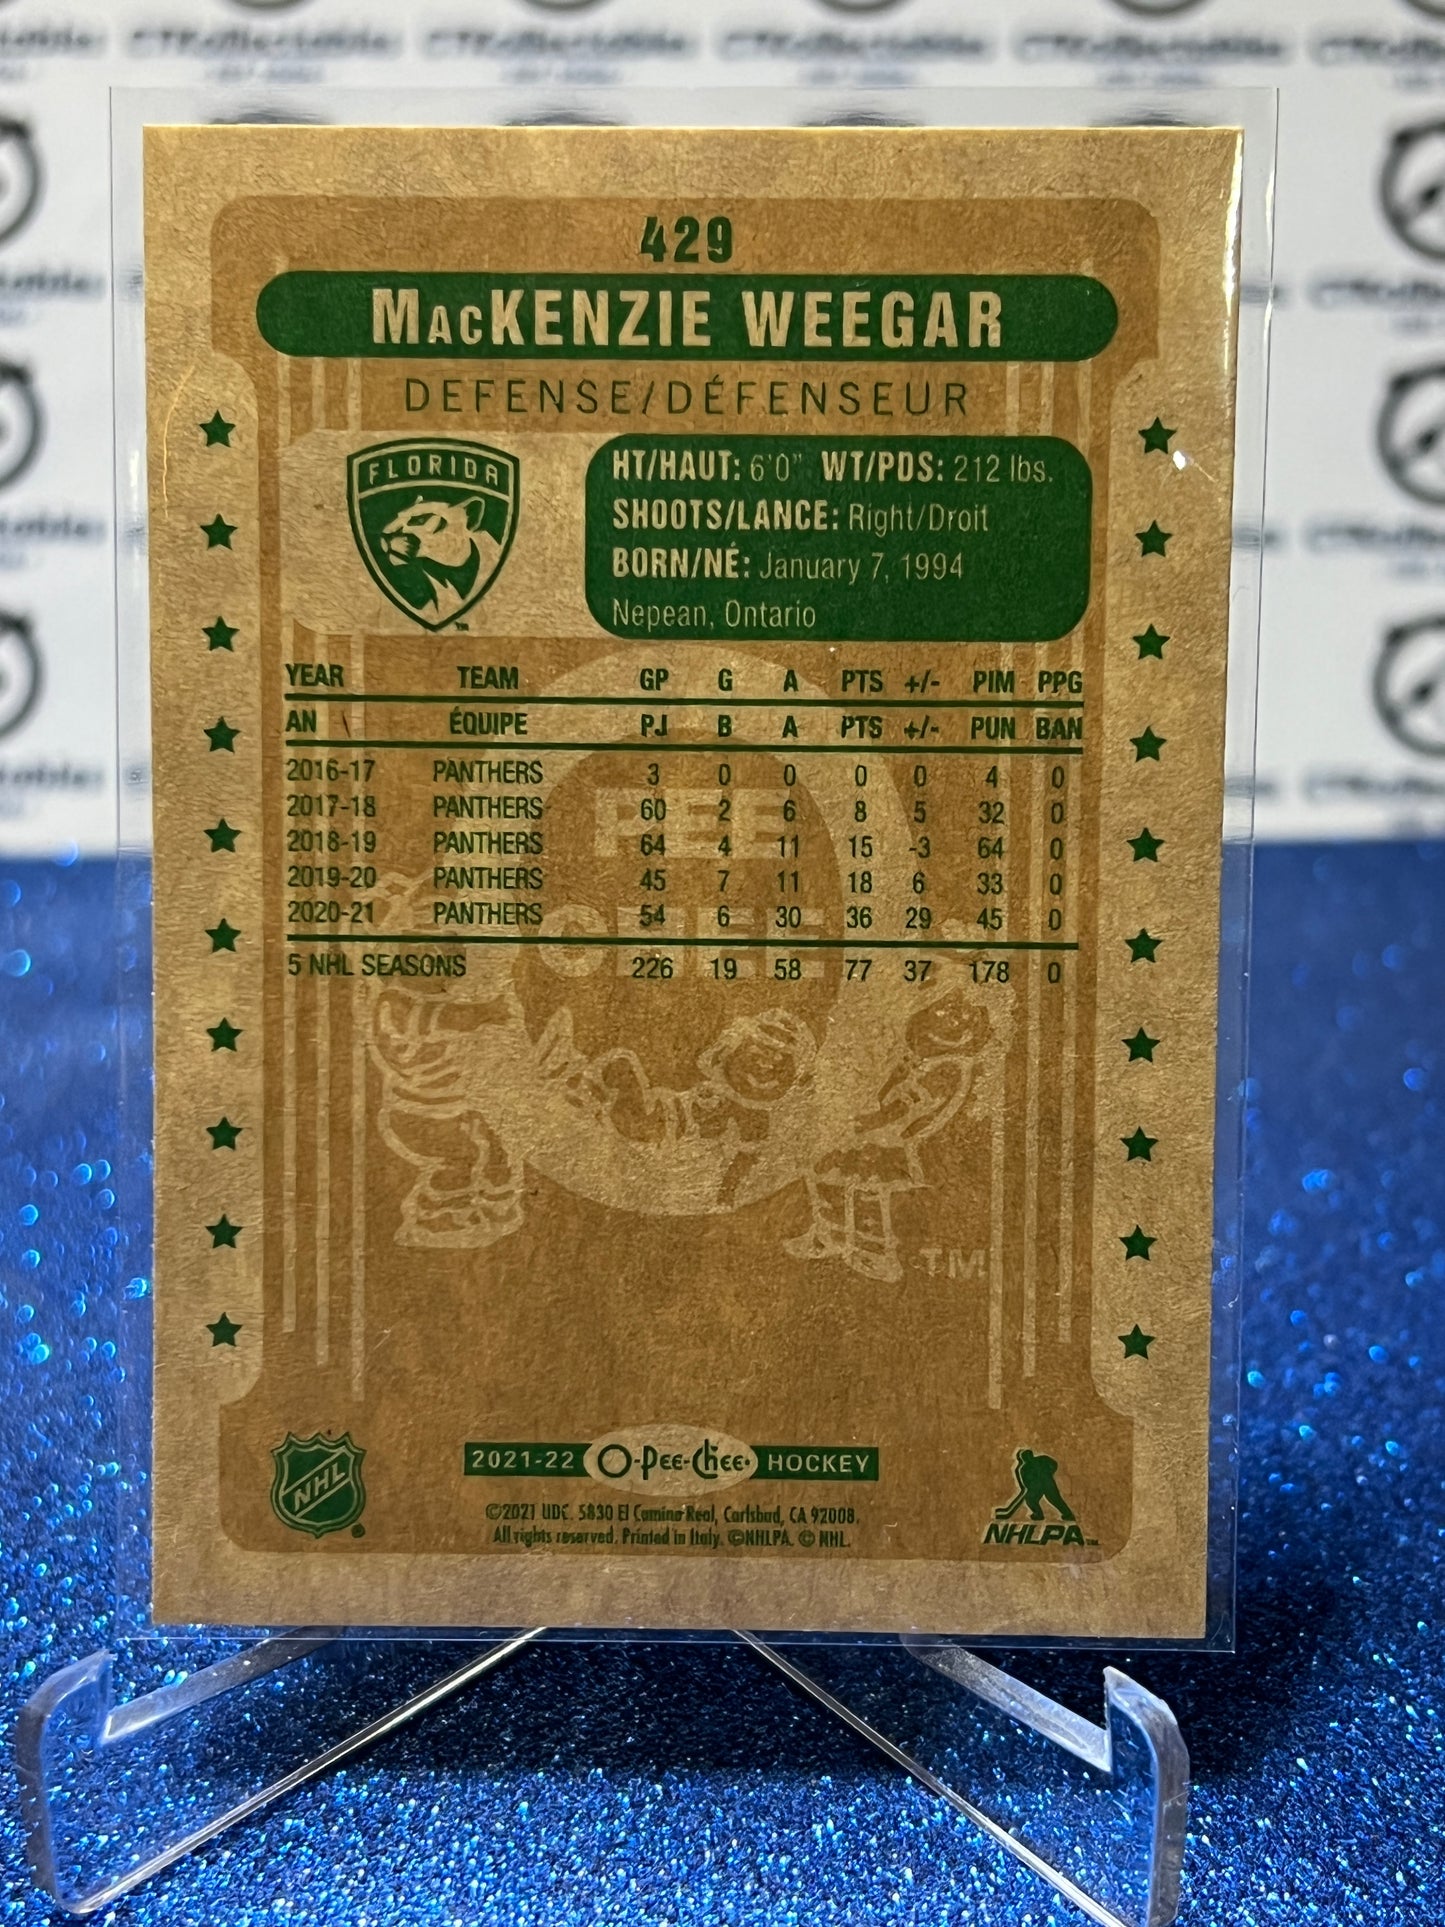 429
MacKENZIE WEEGAR
DEFENSE/DÉFENSEUR
FLORIDA
HT/HAUT: 6'0" WT/PDS: 212 lbs.
SHOOTS/LANCE: Right/Droit
BORN/NÉ: January 7, 1994
Nepean, Ontario
YEAR TEAM GP G A PTS +/- PIM PPG
AN ÉQUIPE PJ B A PTS +/- PUN BAN
2016-17 PANTHERS 3 0 0 0 0 4 0
2017-18 PANTHERS 60 2 6 8 5 32 0
2018-19 PANTHERS 64 4 11 15 -3 64 0
2019-20 PANTHERS 45 7 11 18 6 33 0
2020-21 PANTHERS 54 6 30 36 29 45 0
5 NHL SEASONS 226 19 58 77 37 178 0
PEE
CHEE
TM
NHL
2021-22 O-Pee-Chee HOCKEY
©2021 UDC. 5830 El Camino Real, Carlsbad, CA 92008.
All rights reserved. Printed in Italy. ©NHLPA. © NHL.
NHLPA